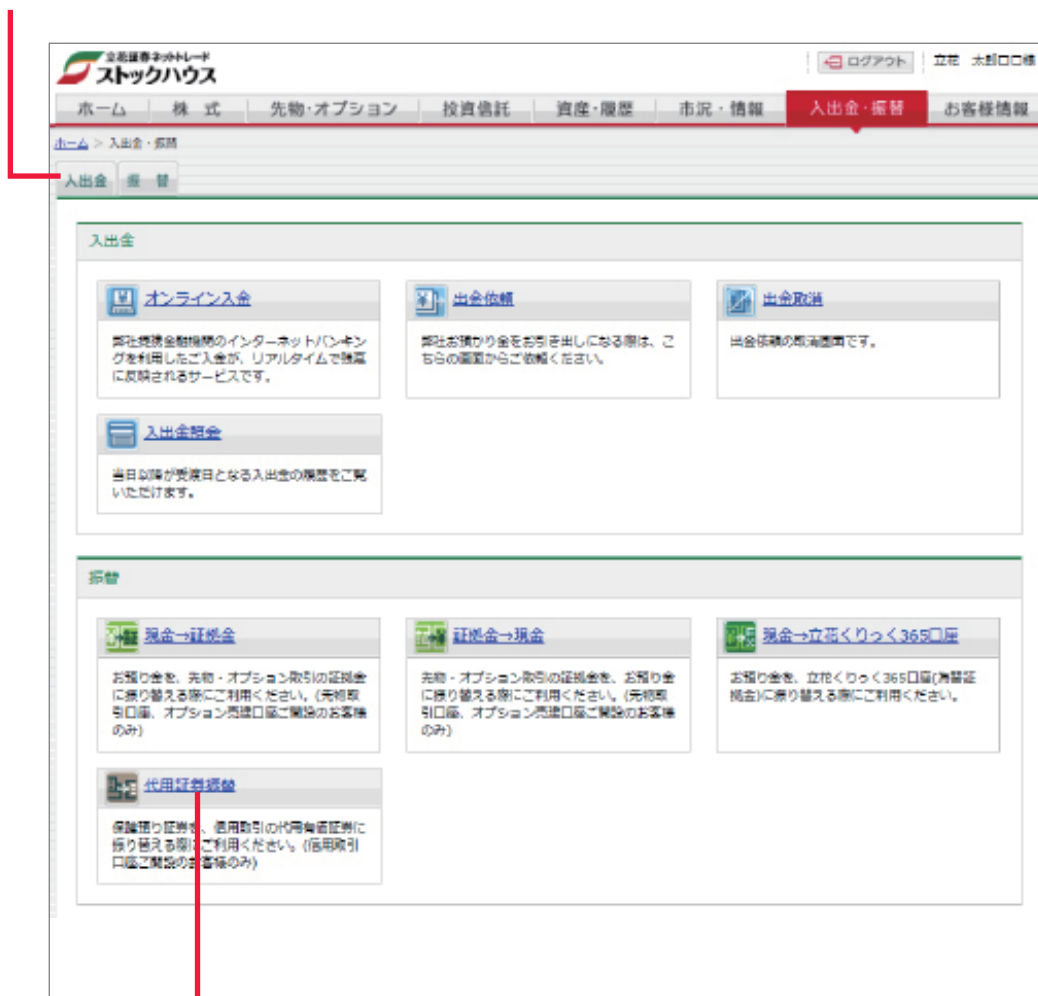 立花証券ネットトレード
ストックハウス
ログアウト
立花 太郎口口様
ホーム
株 式
先物・オプション
投資信託
資産・履歴
市況・情報
入出金・振替
お客様情報
ホーム > 入出金・振替
入出金
振 替
入出金
オンライン入金
弊社提携金融機関のインターネットバンキン
グを利用したご入金が、リアルタイムで残高
に反映されるサービスです。
出金依頼
弊社お預かり金をお引き出しになる際は、こ
ちらの画面からご依頼ください。
出金取消
出金依頼の取消画面です。
入出金照会
当日以降が受渡日となる入出金の履歴をご覧
いただけます。
振替
現金→証拠金
お預り金を、先物・オプション取引の証拠金
に振り替える際にご利用ください。(先物取
引口座、オプション売建口座ご開設のお客様
のみ)
証拠金→現金
先物・オプション取引の証拠金を、お預り金
に振り替える際にご利用ください。(先物取
引口座、オプション売建口座ご開設のお客様
のみ)
現金→立花くりっく365口座
お預り金を、立花くりっく365口座(為替証
拠金)に振り替える際にご利用ください。
代用証券振替
保護預り証券を、信用取引の代用有価証券に
振り替える際にご利用ください。(信用取引
口座ご開設のお客様のみ)